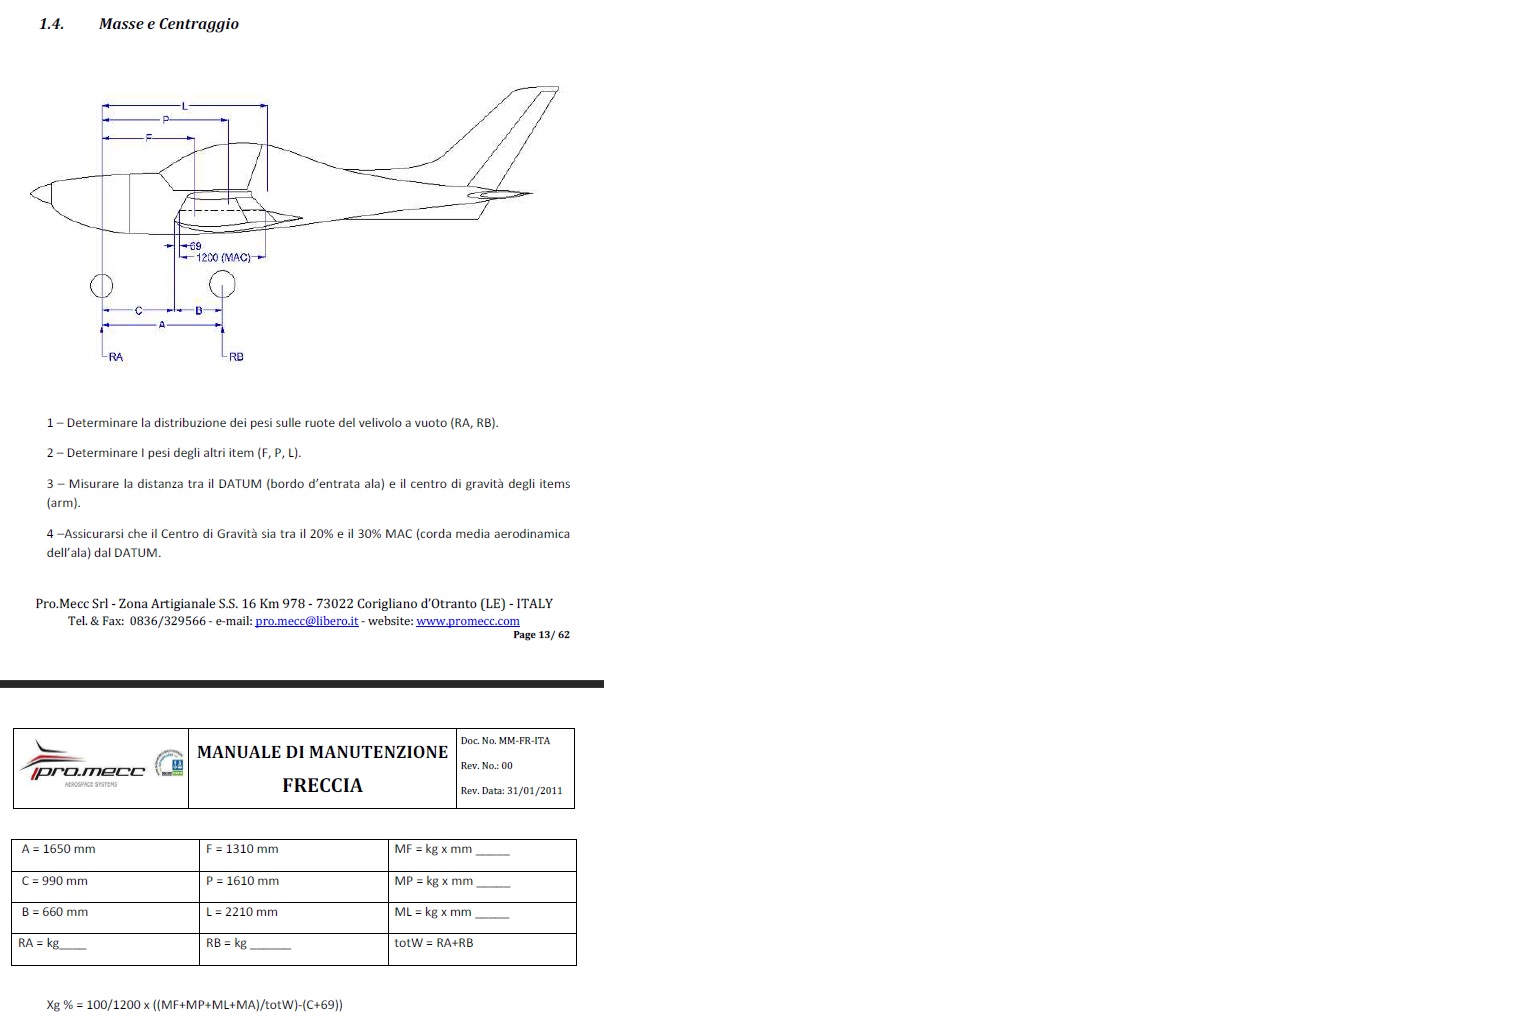 1.4. Masse e Centraggio
L
P
F
69
1200 (MAC)
C
B
A
RA
RB
1 – Determinare la distribuzione dei pesi sulle ruote del velivolo a vuoto (RA, RB).
2 – Determinare I pesi degli altri item (F, P, L).
3 – Misurare la distanza tra il DATUM (bordo d’entrata ala) e il centro di gravità degli items
(arm).
4 –Assicurarsi che il Centro di Gravità sia tra il 20% e il 30% MAC (corda media aerodinamica
dell’ala) dal DATUM.
Pro.Mecc Srl - Zona Artigianale S.S. 16 Km 978 - 73022 Corigliano d’Otranto (LE) - ITALY
Tel. & Fax: 0836/329566 - e-mail: pro.mecc@libero.it - website: www.promecc.com
Page 13/ 62
pro.mecc
AEROSPACE SYSTEMS
MANUALE DI MANUTENZIONE
FRECCIA
Doc. No. MM-FR-ITA
Rev. No.: 00
Rev. Data: 31/01/2011
A = 1650 mm F = 1310 mm MF = kg x mm _____
C = 990 mm P = 1610 mm MP = kg x mm _____
B = 660 mm L = 2210 mm ML = kg x mm _____
RA = kg____ RB = kg ______ totW = RA+RB
Xg % = 100/1200 x ((MF+MP+ML+MA)/totW)-(C+69))